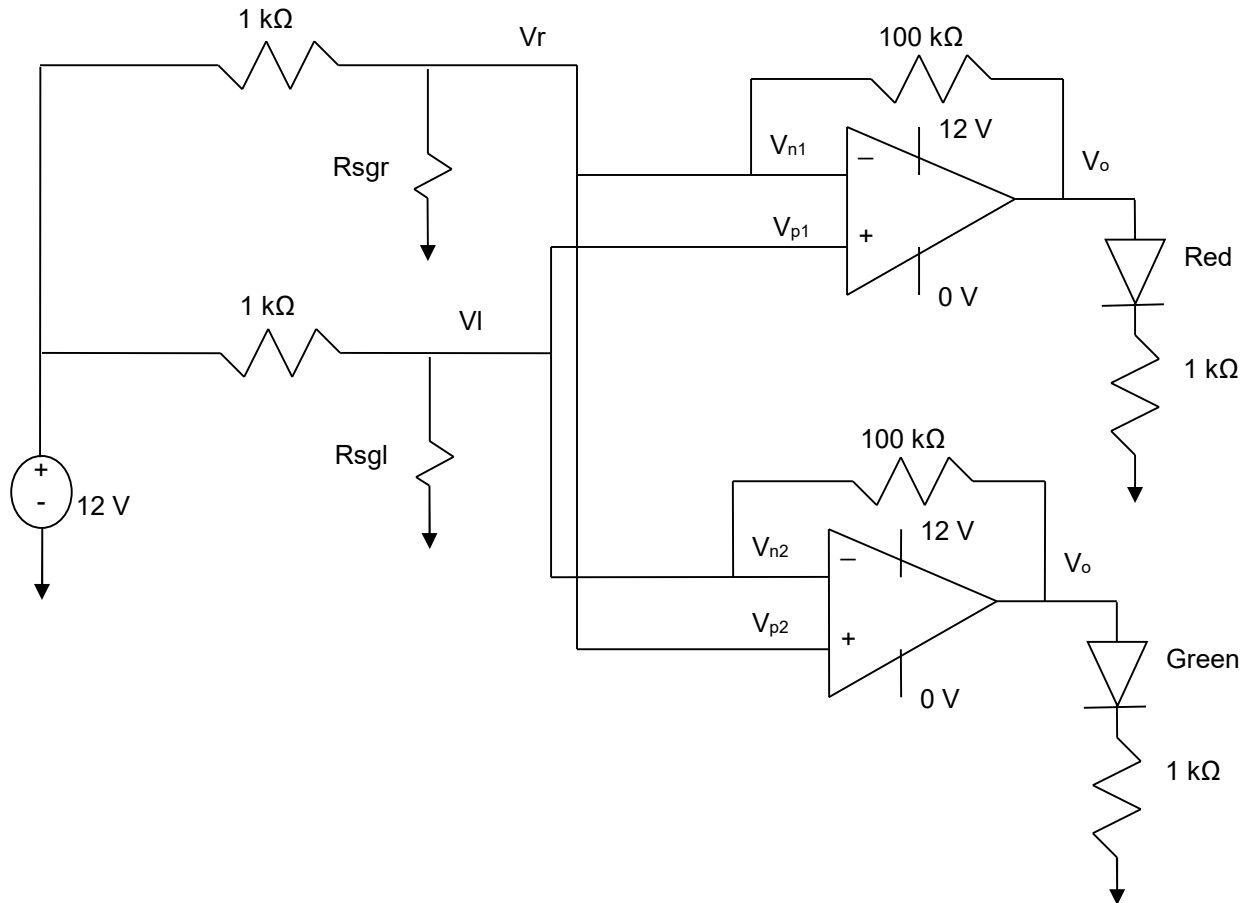 1 kΩ
Vr
100 kΩ
12 V
Vn1
Vo
Rsgr
–
Vp1
+
Red
0 V
1 kΩ
Vl
1 kΩ
100 kΩ
Rsgl
+
-
12 V
12 V
Vn2
–
Vo
Vp2
+
Green
0 V
1 kΩ